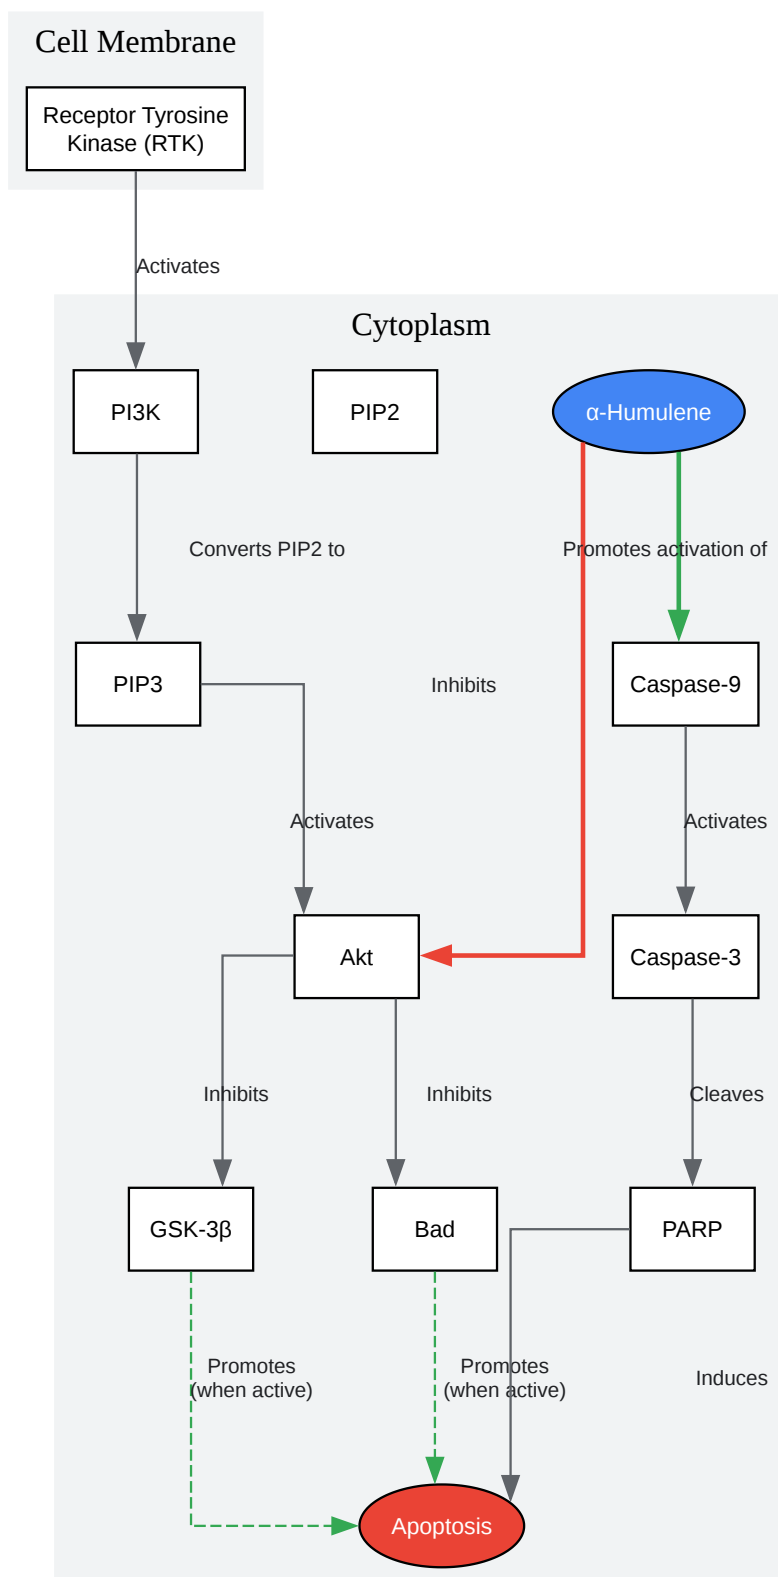 Cell Membrane
Receptor Tyrosine
Kinase (RTK)
Activates
Cytoplasm
PI3K
PIP2
α-Humulene
Converts PIP2 to
Promotes activation of
PIP3
Inhibits
Caspase-9
Activates
Activates
Akt
Caspase-3
Inhibits
Inhibits
Cleaves
GSK-3β
Bad
PARP
Promotes
(when active)
Promotes
(when active)
Induces
Apoptosis